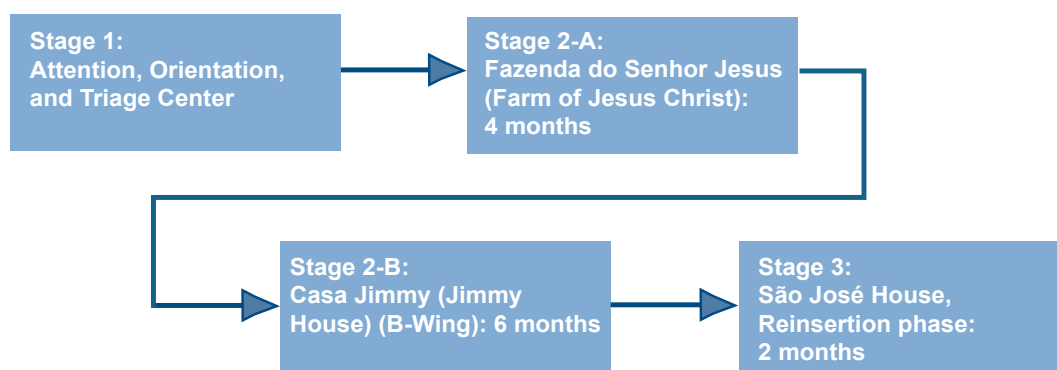 Stage 1:
Attention, Orientation,
and Triage Center
Stage 2-A:
Fazenda do Senhor Jesus
(Farm of Jesus Christ):
4 months
Stage 2-B:
Casa Jimmy (Jimmy
House) (B-Wing): 6 months
Stage 3:
São José House,
Reinsertion phase:
2 months